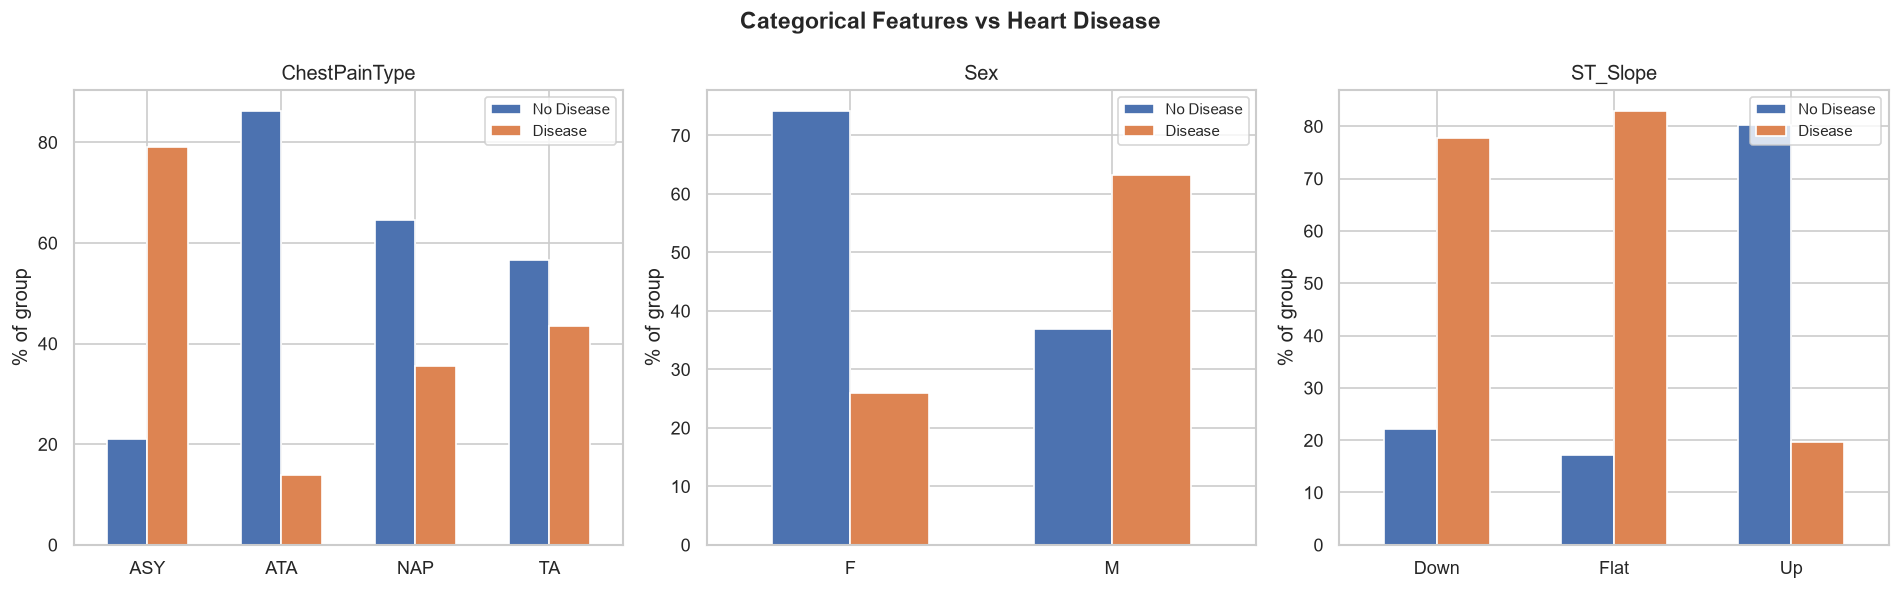 Categorical Features vs Heart Disease
ChestPainType
No Disease
Disease
% of group
80
60
40
20
0
ASY ATA NAP TA
Sex
No Disease
Disease
% of group
70
60
50
40
30
20
10
0
F M
ST_Slope
No Disease
Disease
% of group
80
70
60
50
40
30
20
10
0
Down Flat Up